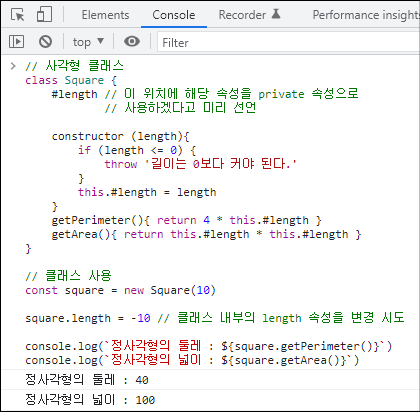 Elements Console Recorder Performance insights
top Filter
// 사각형 클래스
class Square {
#length // 이 위치에 해당 속성을 private 속성으로
// 사용하겠다고 미리 선언
constructor (length){
if (length <= 0) {
throw '길이는 0보다 커야 된다.'
}
this.#length = length
}
getPerimeter(){ return 4 * this.#length }
getArea(){ return this.#length * this.#length }
}
// 클래스 사용
const square = new Square(10)
square.length = -10 // 클래스 내부의 length 속성을 변경 시도
console.log(`정사각형의 둘레 : ${square.getPerimeter()}`)
console.log(`정사각형의 넓이 : ${square.getArea()}`)
정사각형의 둘레 : 40
정사각형의 넓이 : 100